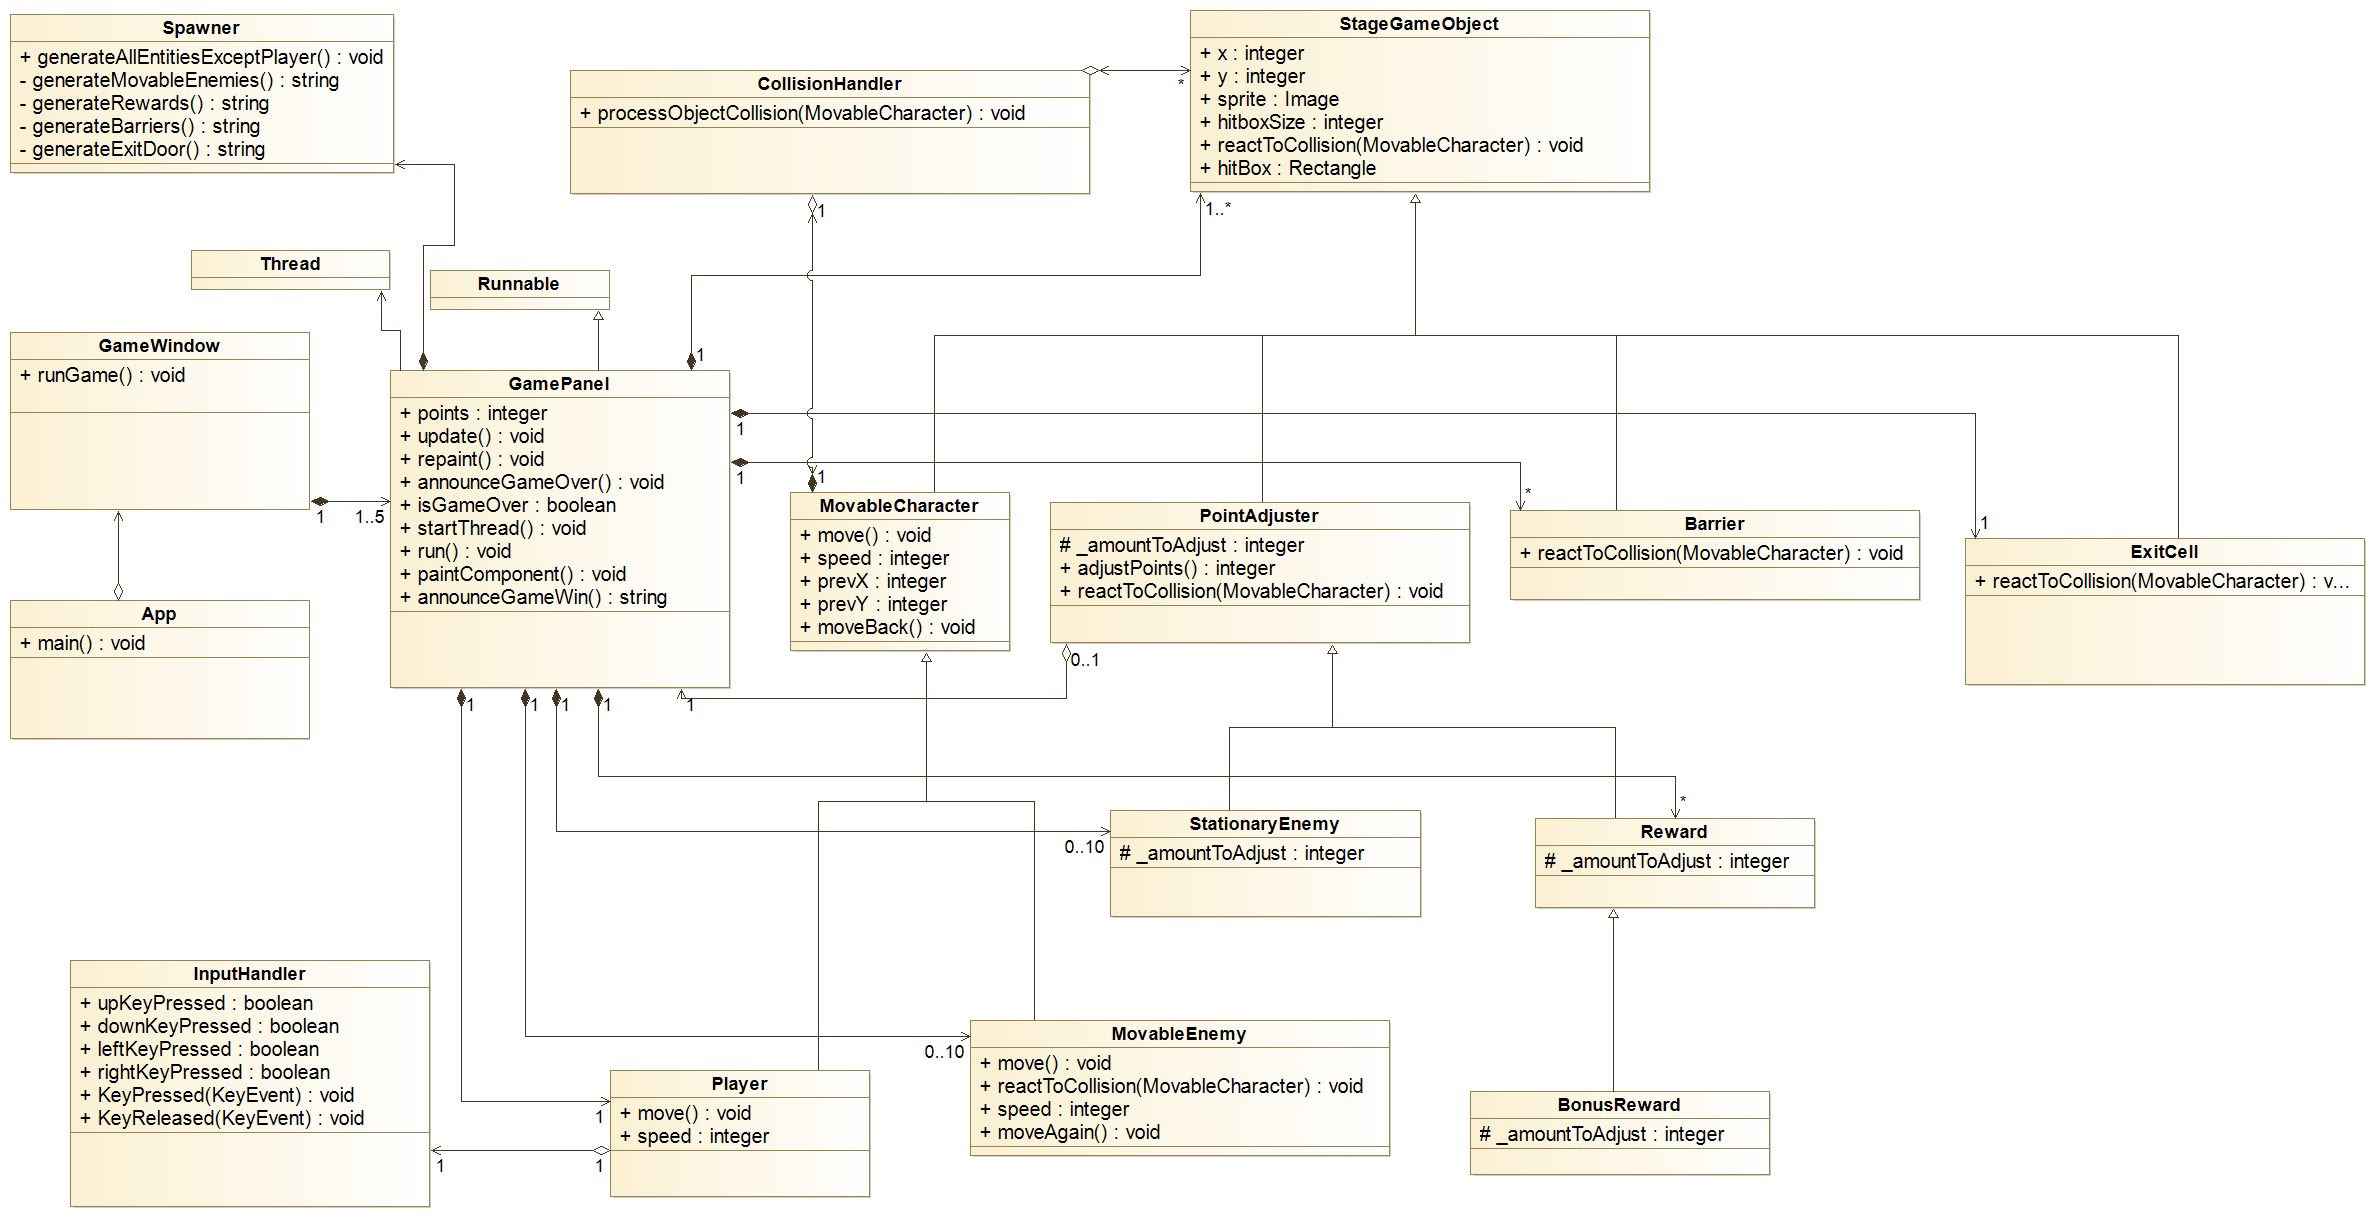 Spawner
+ generateAllEntitiesExceptPlayer() : void
- generateMovableEnemies() : string
- generateRewards() : string
- generateBarriers() : string
- generateExitDoor() : string
CollisionHandler
+ processObjectCollision(MovableCharacter) : void
*
1
StageGameObject
+ x : integer
+ y : integer
+ sprite : Image
+ hitboxSize : integer
+ reactToCollision(MovableCharacter) : void
+ hitBox : Rectangle
1..*
Thread
Runnable
GameWindow
+ runGame() : void
1
1..5
App
+ main() : void
1
GamePanel
+ points : integer
+ update() : void
+ repaint() : void
+ announceGameOver() : void
+ isGameOver : boolean
+ startThread() : void
+ run() : void
+ paintComponent() : void
+ announceGameWin() : string
1
1
1
1
1
1
1
1
MovableCharacter
+ move() : void
+ speed : integer
+ prevX : integer
+ prevY : integer
+ moveBack() : void
PointAdjuster
# _amountToAdjust : integer
+ adjustPoints() : integer
+ reactToCollision(MovableCharacter) : void
0..1
*
Barrier
+ reactToCollision(MovableCharacter) : void
1
ExitCell
+ reactToCollision(MovableCharacter) : v...
0..10
StationaryEnemy
# _amountToAdjust : integer
*
Reward
# _amountToAdjust : integer
InputHandler
+ upKeyPressed : boolean
+ downKeyPressed : boolean
+ leftKeyPressed : boolean
+ rightKeyPressed : boolean
+ KeyPressed(KeyEvent) : void
+ KeyReleased(KeyEvent) : void
1
1
1
Player
+ move() : void
+ speed : integer
0..10
MovableEnemy
+ move() : void
+ reactToCollision(MovableCharacter) : void
+ speed : integer
+ moveAgain() : void
BonusReward
# _amountToAdjust : integer